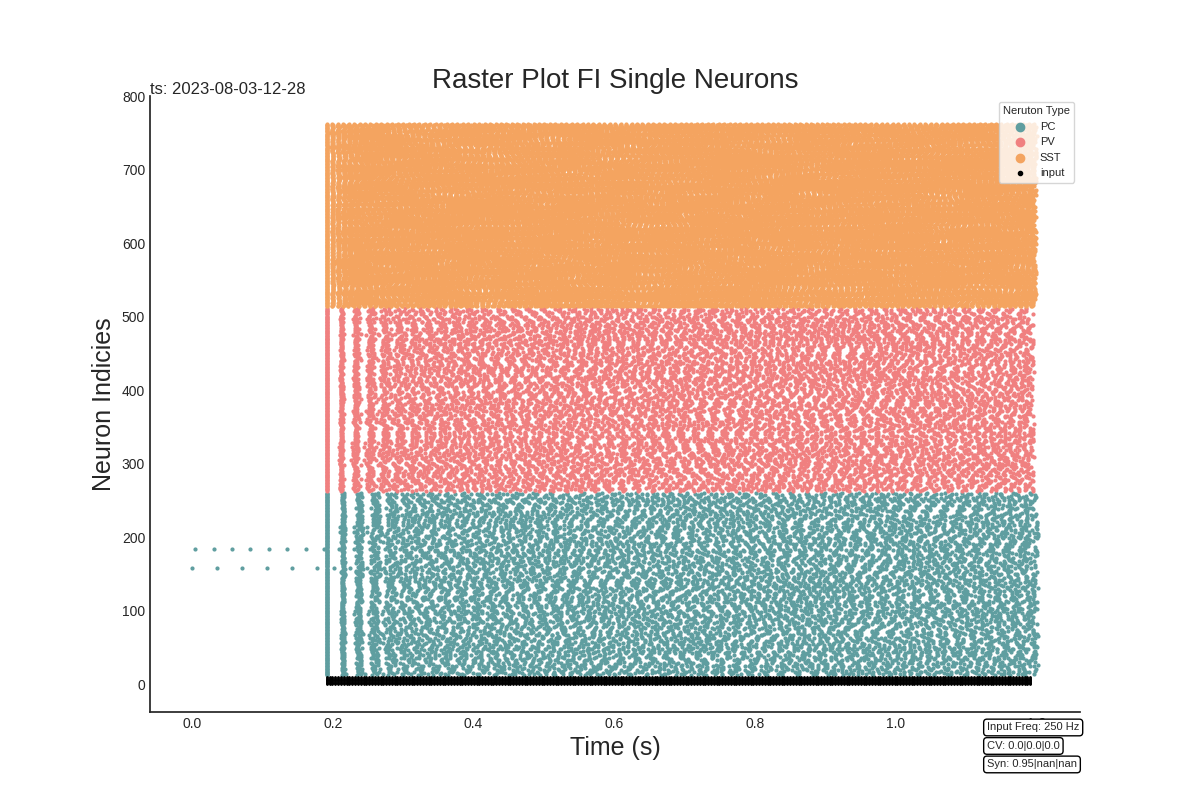 Raster Plot FI Single Neurons
ts: 2023-08-03-12-28
800
700
600
500
400
300
200
100
0
Neuron Indicies
Neruton Type
PC
PV
SST
input
0.0
0.2
0.4
0.6
0.8
1.0
Time (s)
Input Freq: 250 Hz
CV: 0.0|0.0|0.0
Syn: 0.95|nan|nan